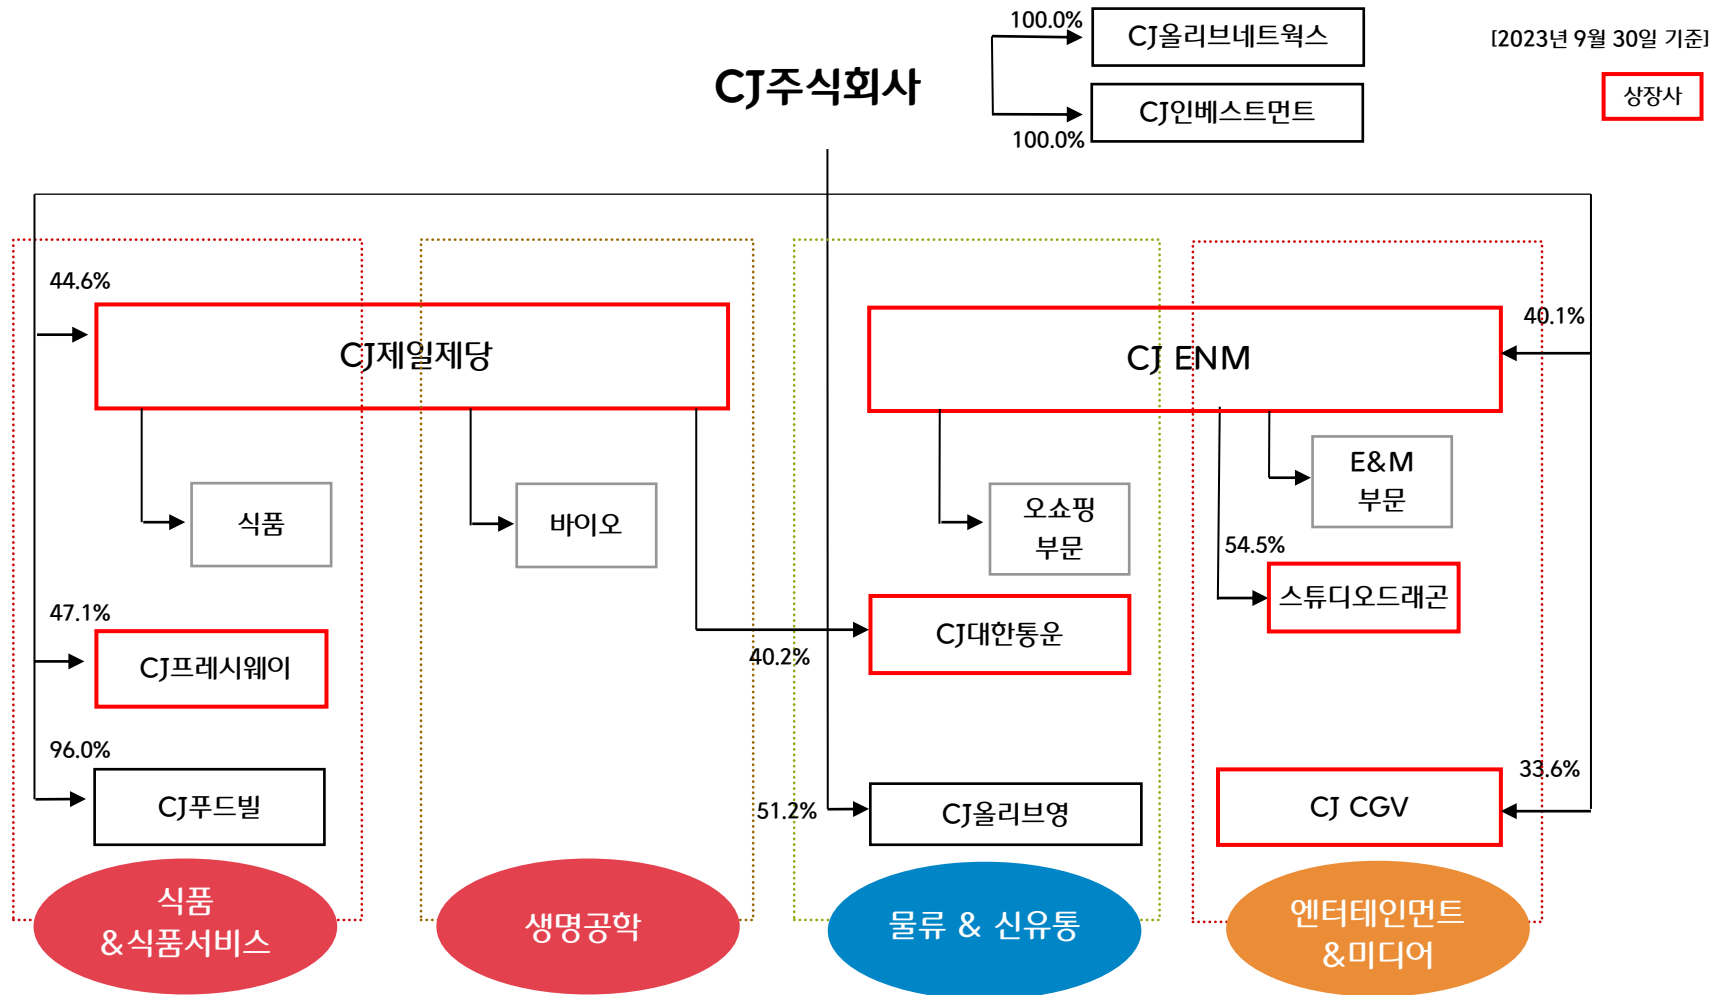 100.0%
CJ올리브네트웍스
[2023년 9월 30일 기준]
CJ주식회사
상장사
CJ인베스트먼트
100.0%
44.6%
CJ제일제당
40.1%
CJ ENM
식품
바이오
오쇼핑
부문
E&M
부문
54.5%
스튜디오드래곤
47.1%
CJ프레시웨이
40.2%
CJ대한통운
96.0%
CJ푸드빌
51.2%
CJ올리브영
33.6%
CJ CGV
식품
&식품서비스
생명공학
물류 & 신유통
엔터테인먼트
&미디어